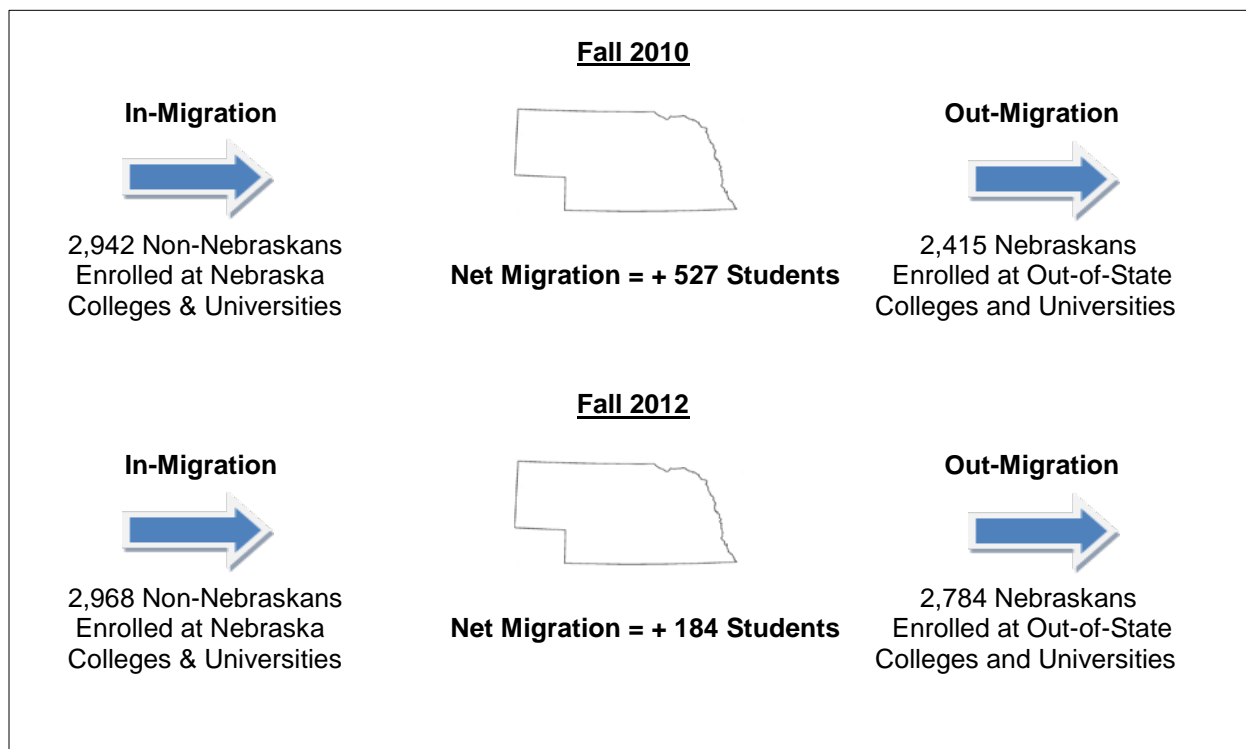 Fall 2010
In-Migration
Out-Migration
2,942 Non-Nebraskans
Enrolled at Nebraska
Colleges & Universities
Net Migration = + 527 Students
2,415 Nebraskans
Enrolled at Out-of-State
Colleges and Universities
Fall 2012
In-Migration
Out-Migration
2,968 Non-Nebraskans
Enrolled at Nebraska
Colleges & Universities
Net Migration = + 184 Students
2,784 Nebraskans
Enrolled at Out-of-State
Colleges and Universities